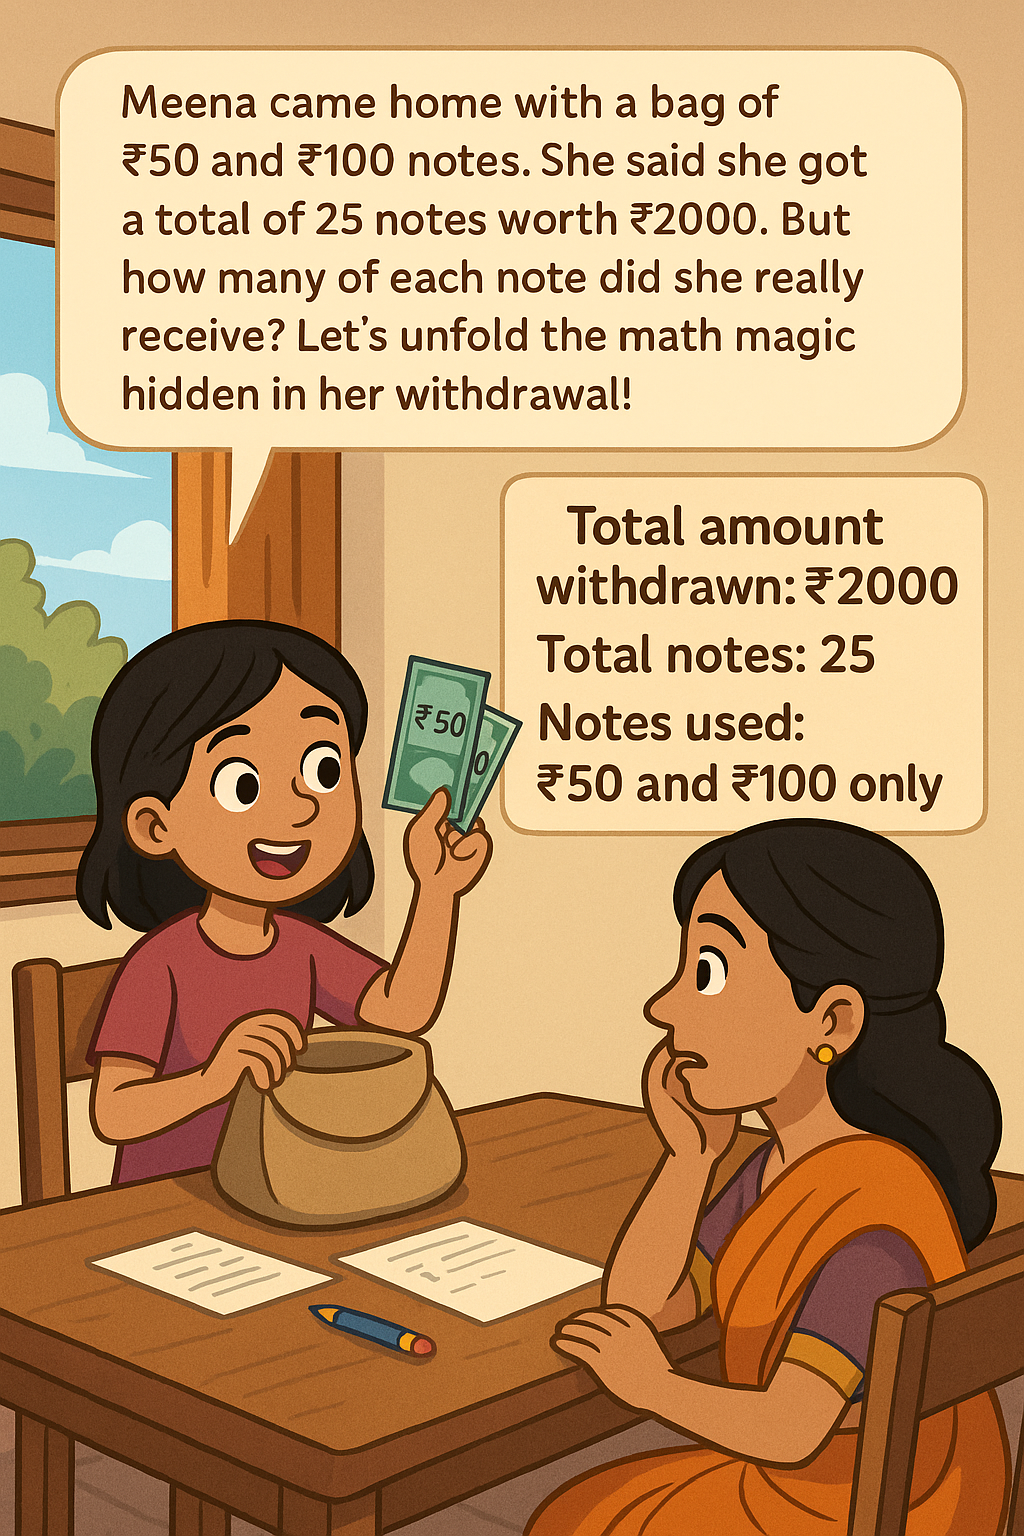 Meena came home with a bag of
₹50 and ₹100 notes. She said she got
a total of 25 notes worth ₹2000. But
how many of each note did she really
receive? Let's unfold the math magic
hidden in her withdrawal!
Total amount
withdrawn: ₹2000
Total notes: 25
Notes used:
₹50 and ₹100 only
₹50
0